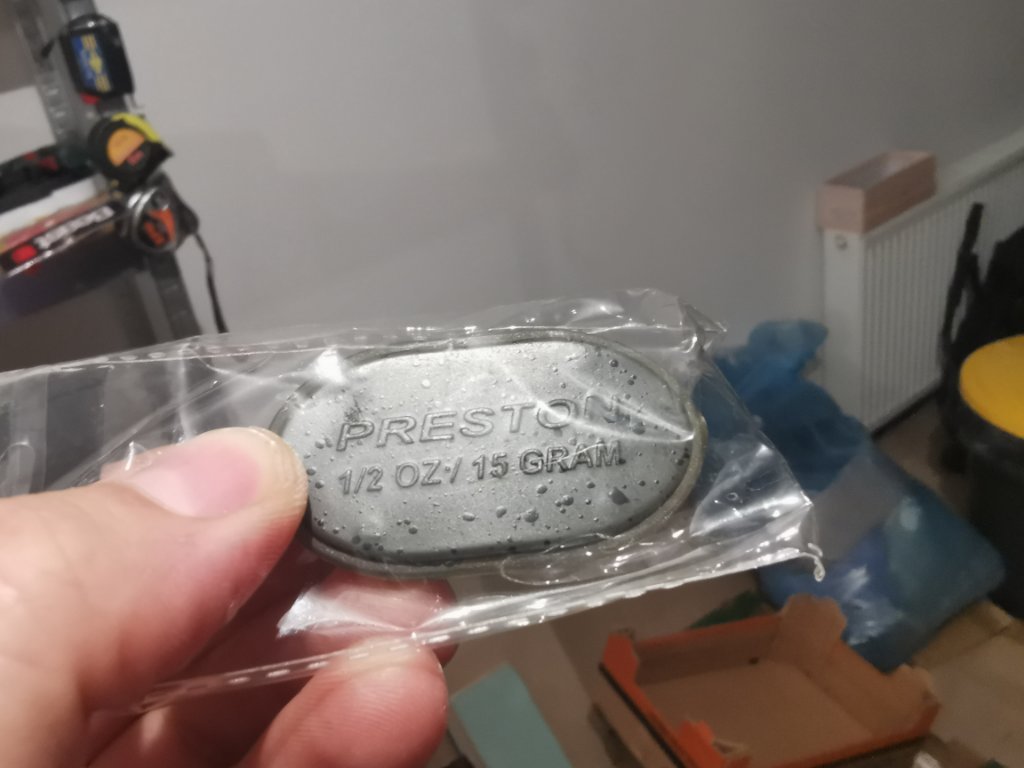 PRESTON
1/2 OZ / 15 GRAM